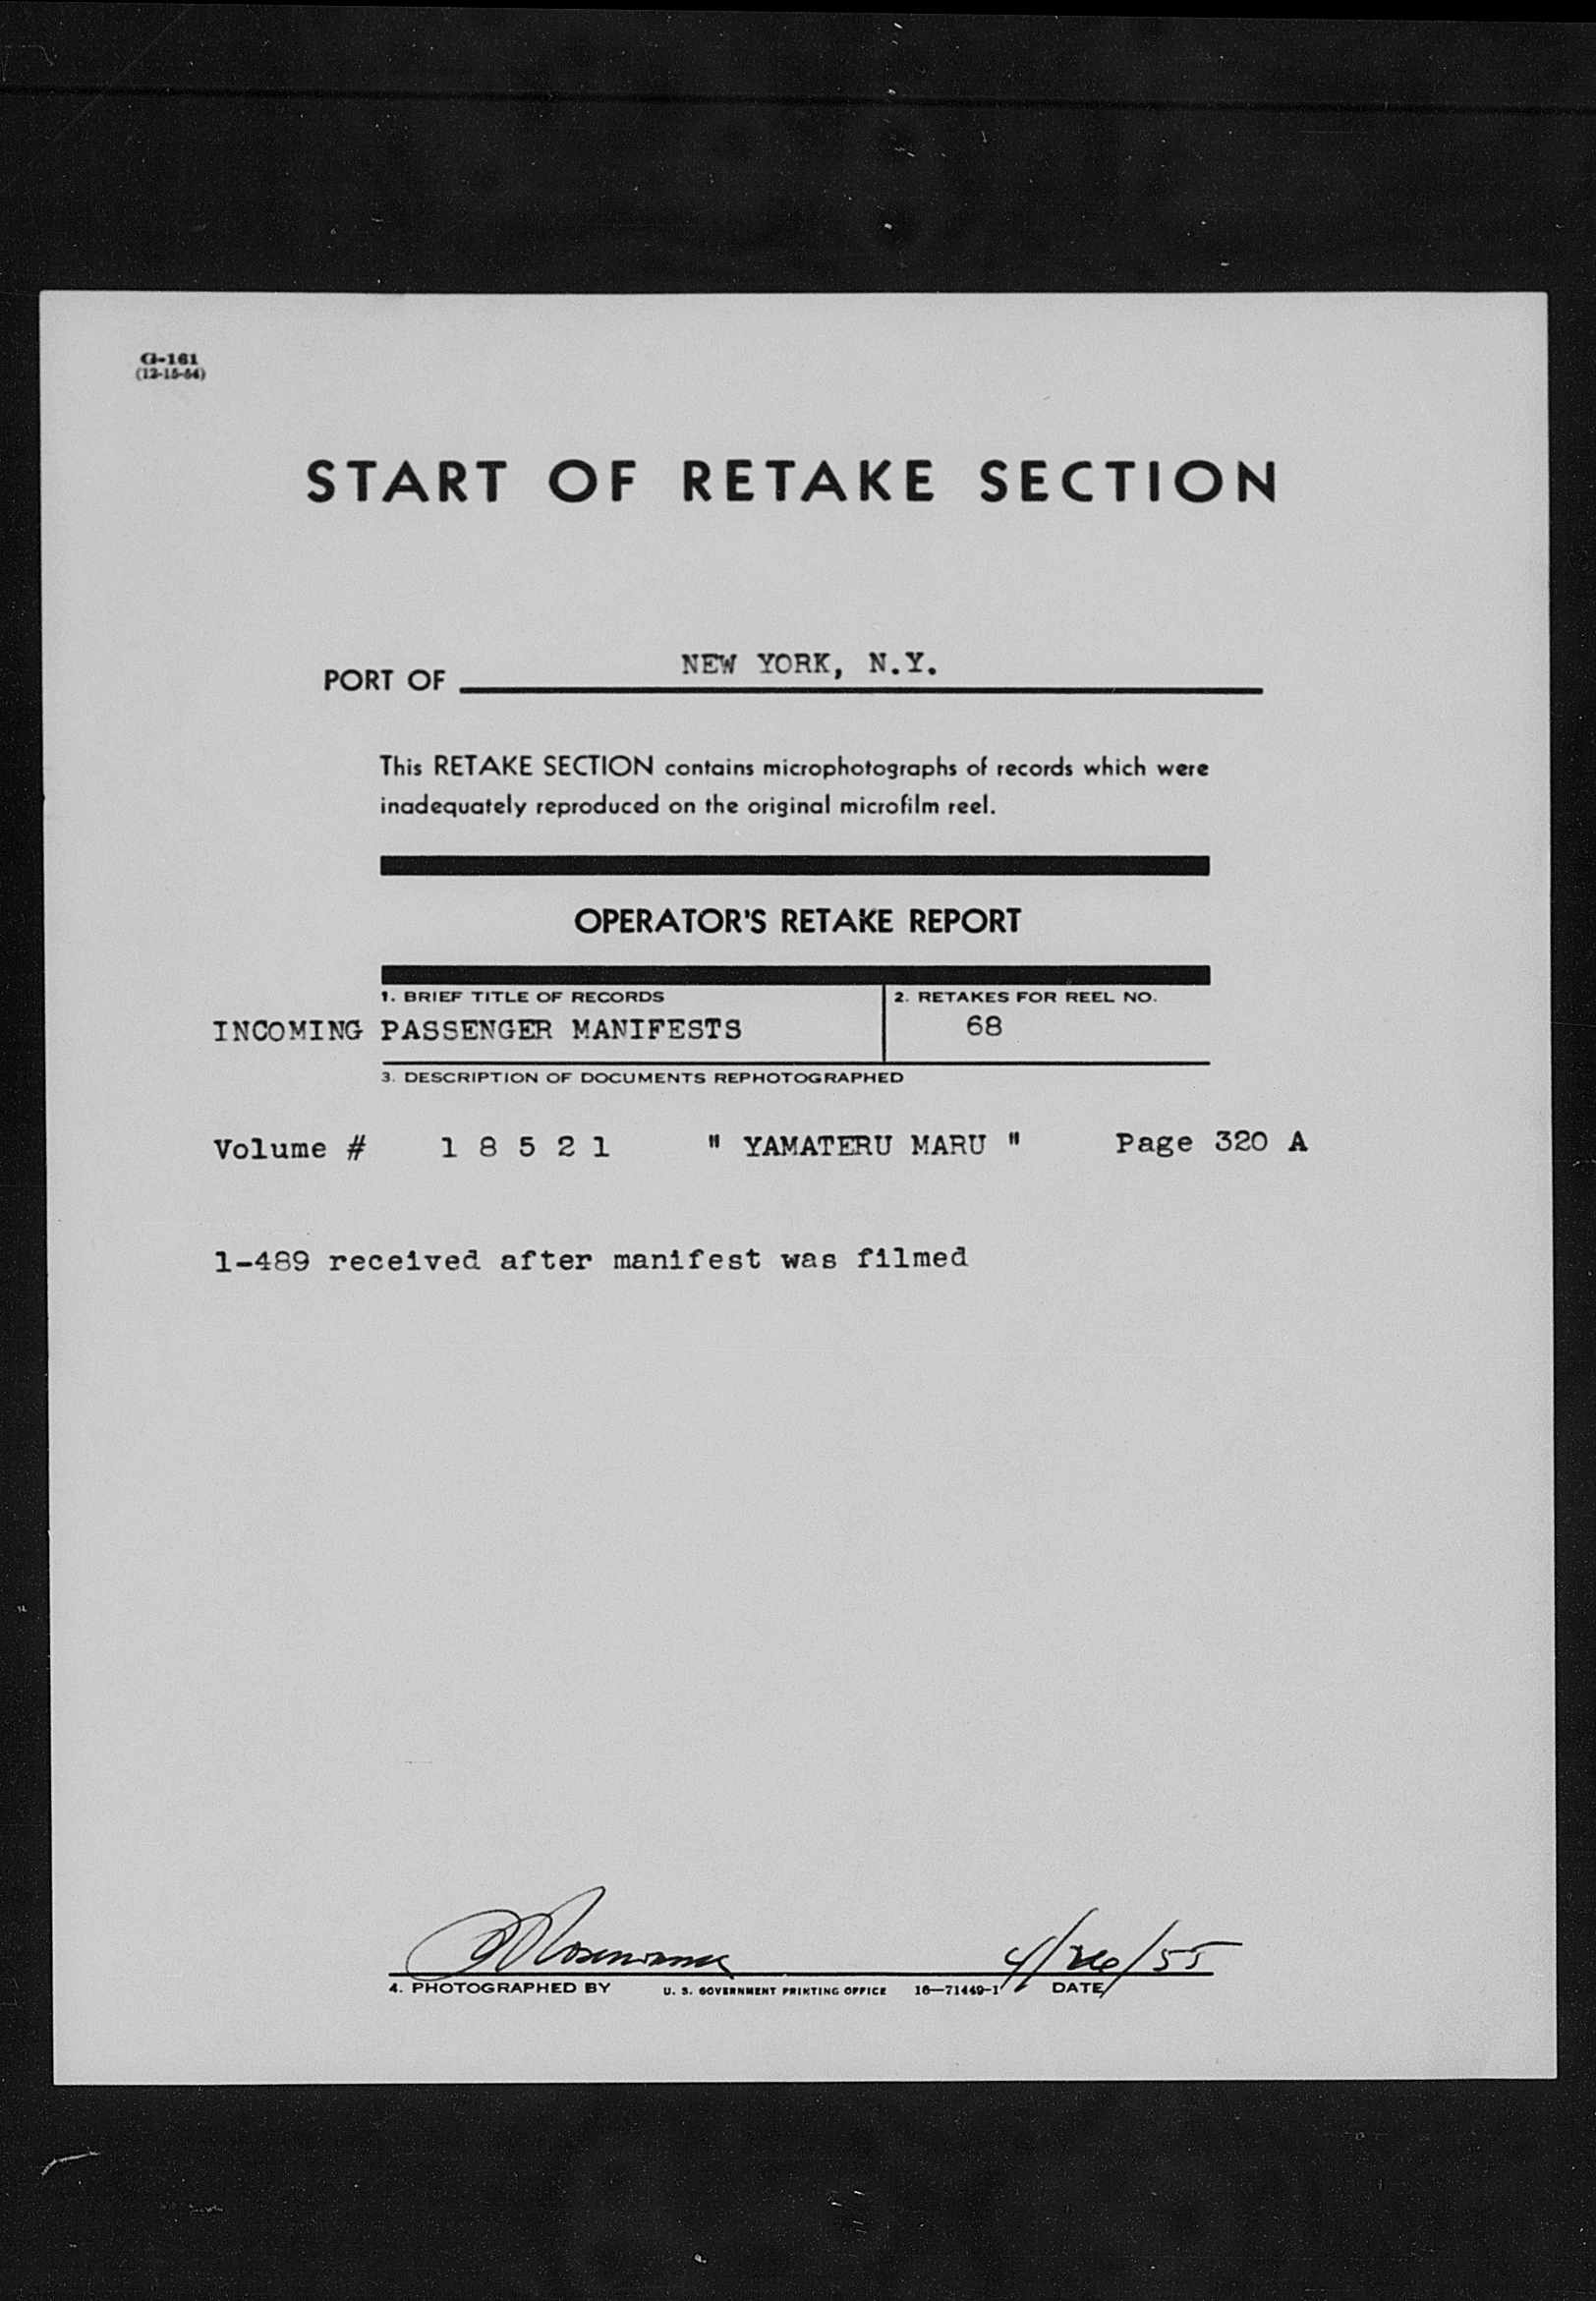 G-161
(12-15-54)
START OF RETAKE SECTION
PORT OF NEW YORK, N.Y.
This RETAKE SECTION contains microphotographs of records which were
inadequately reproduced on the original microfilm reel.
OPERATOR'S RETAKE REPORT
1. BRIEF TITLE OF RECORDS 2. RETAKES FOR REEL NO.
INCOMING PASSENGER MANIFESTS 68
3. DESCRIPTION OF DOCUMENTS REPHOTOGRAPHED
Volume # 1 8 5 2 1 " YAMATERU MARU " Page 320 A
1-489 received after manifest was filmed
4/26/55
4. PHOTOGRAPHED BY U. S. GOVERNMENT PRINTING OFFICE 16—71449-1 DATE